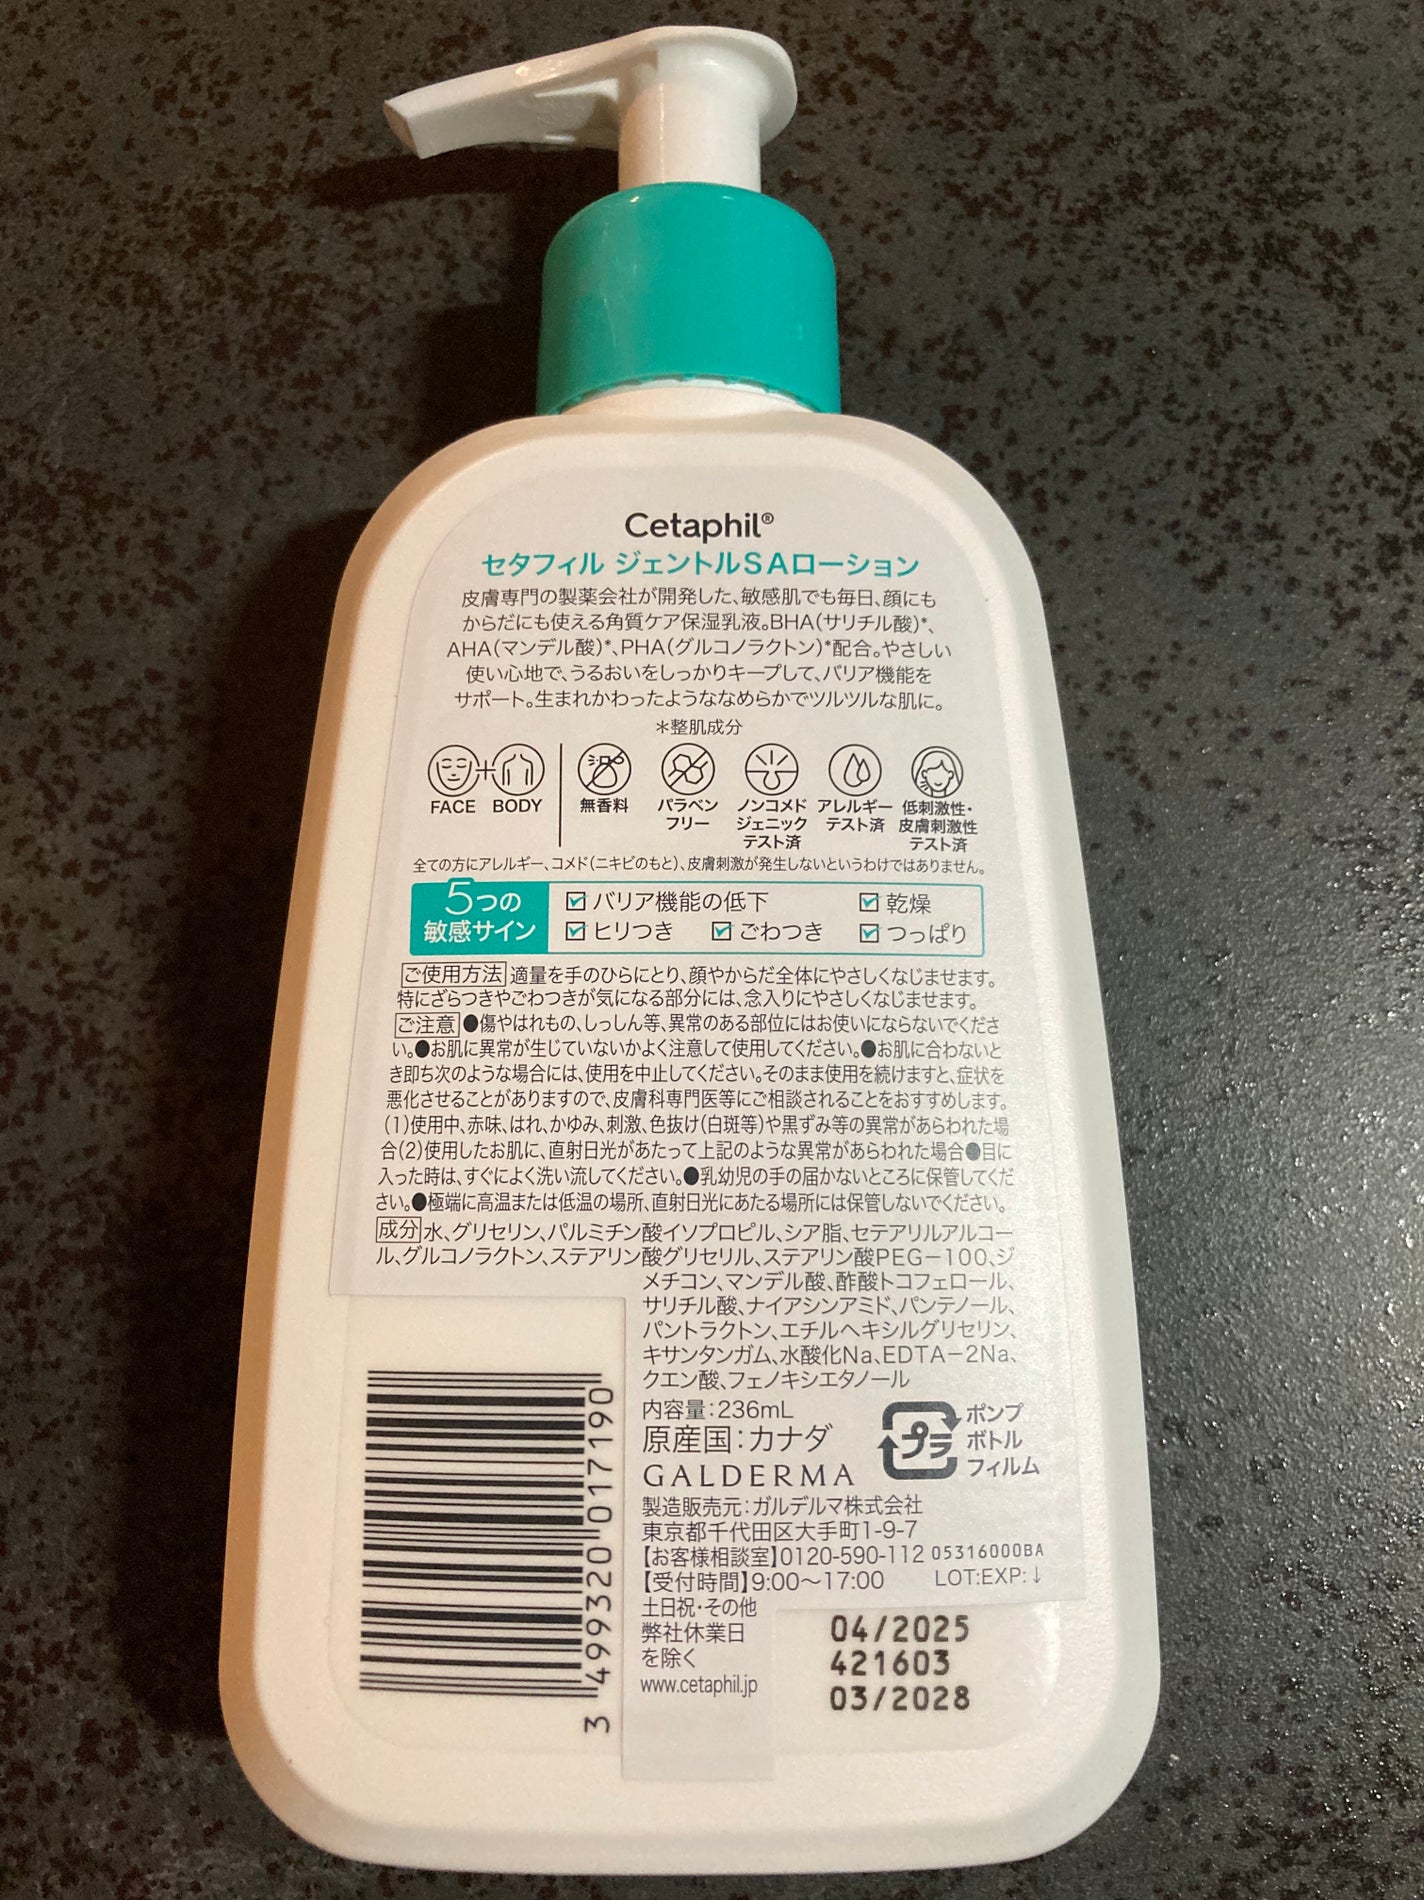 Cetaphil®
セタフィル ジェントルSAローション
皮膚専門の製薬会社が開発した、敏感肌でも毎日、顔にも
からだにも使える角質ケア保湿乳液。BHA(サリチル酸)*、
AHA(マンデル酸)*、PHA(グルコノラクトン)*配合。やさしい
使い心地で、うるおいをしっかりキープして、バリア機能を
サポート。生まれかわったようななめらかでツルツルな肌に。
*整肌成分
FACE + BODY
無香料
パラベン
フリー
ノンコメド
ジェニック
テスト済
アレルギー
テスト済
低刺激性・
皮膚刺激性
テスト済
全ての方にアレルギー、コメド(ニキビのもと)、皮膚刺激が発生しないというわけではありません。
5つの
敏感サイン
バリア機能の低下 乾燥
ヒリつき ごわつき つっぱり
ご使用方法 適量を手のひらにとり、顔やからだ全体にやさしくなじませます。
特にざらつきやごわつきが気になる部分には、念入りにやさしくなじませます。
ご注意 ●傷やはれもの、しっしん等、異常のある部位にはお使いにならないでくださ
い。●お肌に異常が生じていないかよく注意して使用してください。●お肌に合わないと
き即ち次のような場合には、使用を中止してください。そのまま使用を続けますと、症状を
悪化させることがありますので、皮膚科専門医等にご相談されることをおすすめします。
(1)使用中、赤味、はれ、かゆみ、刺激、色抜け(白斑等)や黒ずみ等の異常があらわれた場
合(2)使用したお肌に、直射日光があたって上記のような異常があらわれた場合●目に
入った時は、すぐによく洗い流してください。●乳幼児の手の届かないところに保管してくだ
さい。●極端に高温または低温の場所、直射日光にあたる場所には保管しないでください。
成分 水、グリセリン、パルミチン酸イソプロピル、シア脂、セテアリルアルコー
ル、グルコノラクトン、ステアリン酸グリセリル、ステアリン酸PEG-100、ジ
メチコン、マンデル酸、酢酸トコフェロール、
サリチル酸、ナイアシンアミド、パンテノール、
パントラクトン、エチルヘキシルグリセリン、
キサンタンガム、水酸化Na、EDTA-2Na、
クエン酸、フェノキシエタノール
内容量:236mL
原産国:カナダ
GALDERMA
プラ
ポンプ
ボトル
フィルム
製造販売元:ガルデルマ株式会社
東京都千代田区大手町1-9-7
【お客様相談室】0120-590-112 05316000BA
【受付時間】9:00~17:00 LOT:EXP:↓
土日祝・その他
弊社休業日
を除く
www.cetaphil.jp
04/2025
421603
03/2028
3 499320 017190